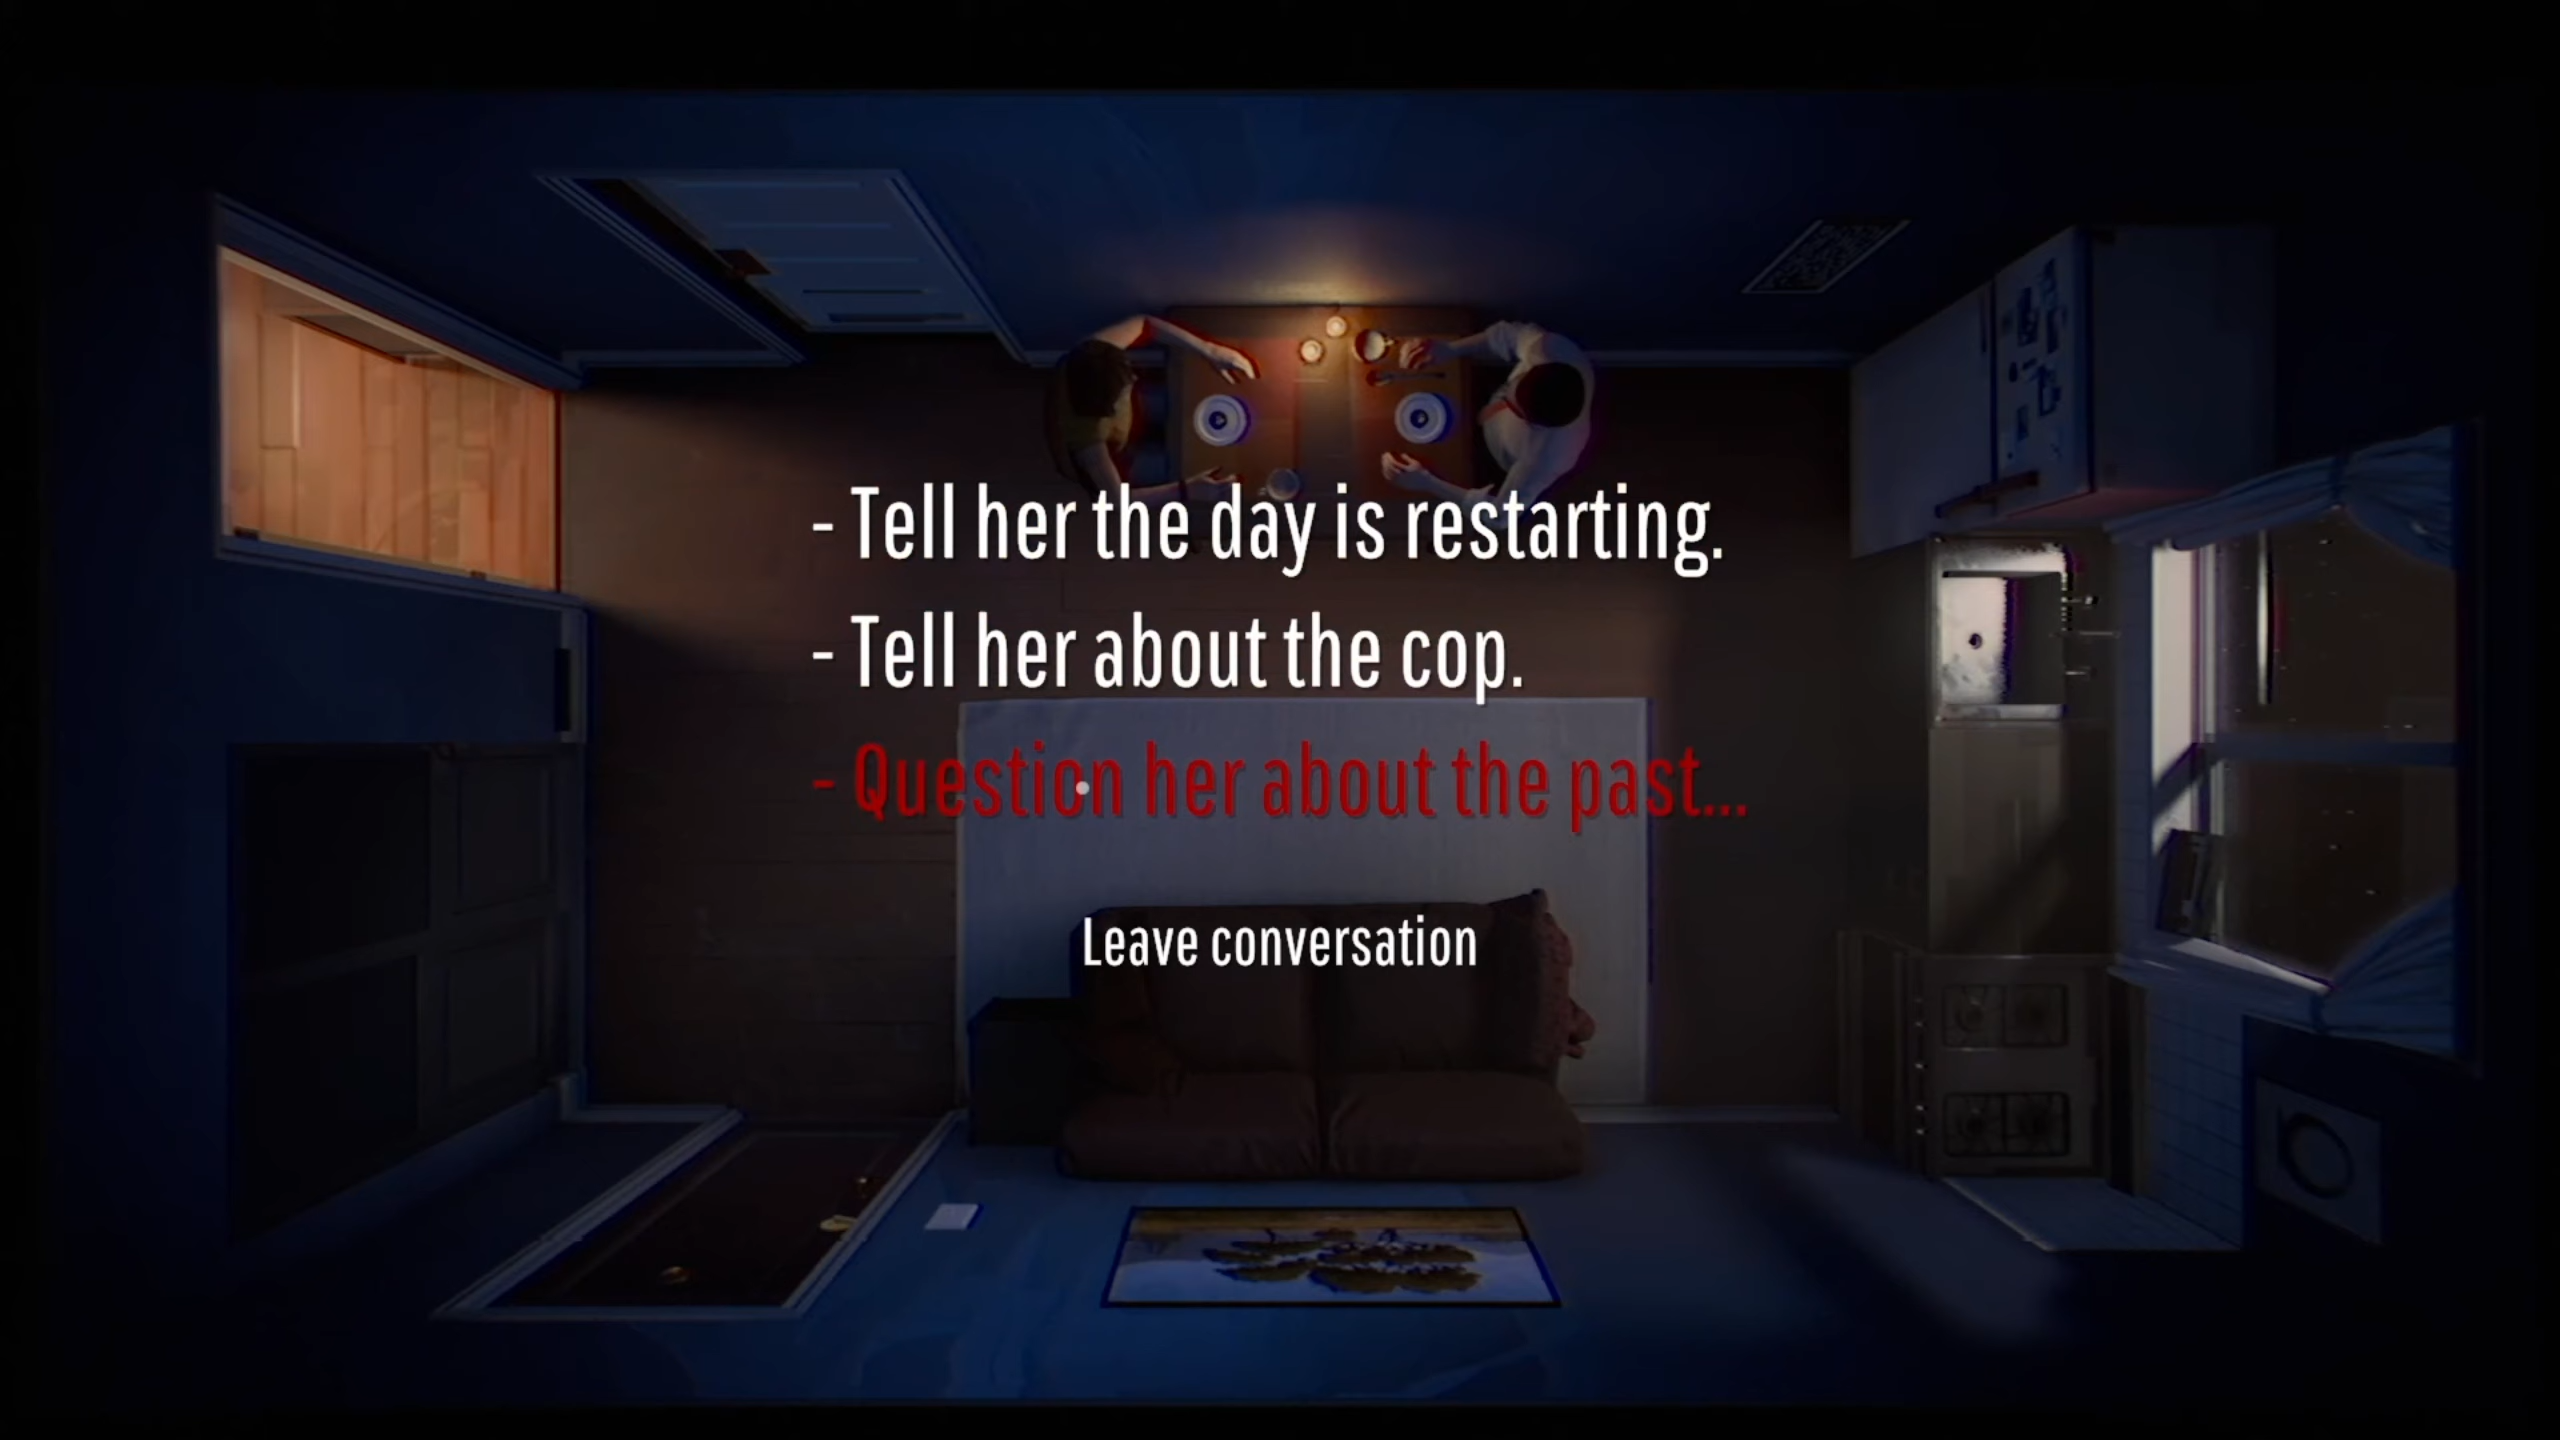 - Tell her the day is restarting.
- Tell her about the cop.
- Question her about the past...
Leave conversation